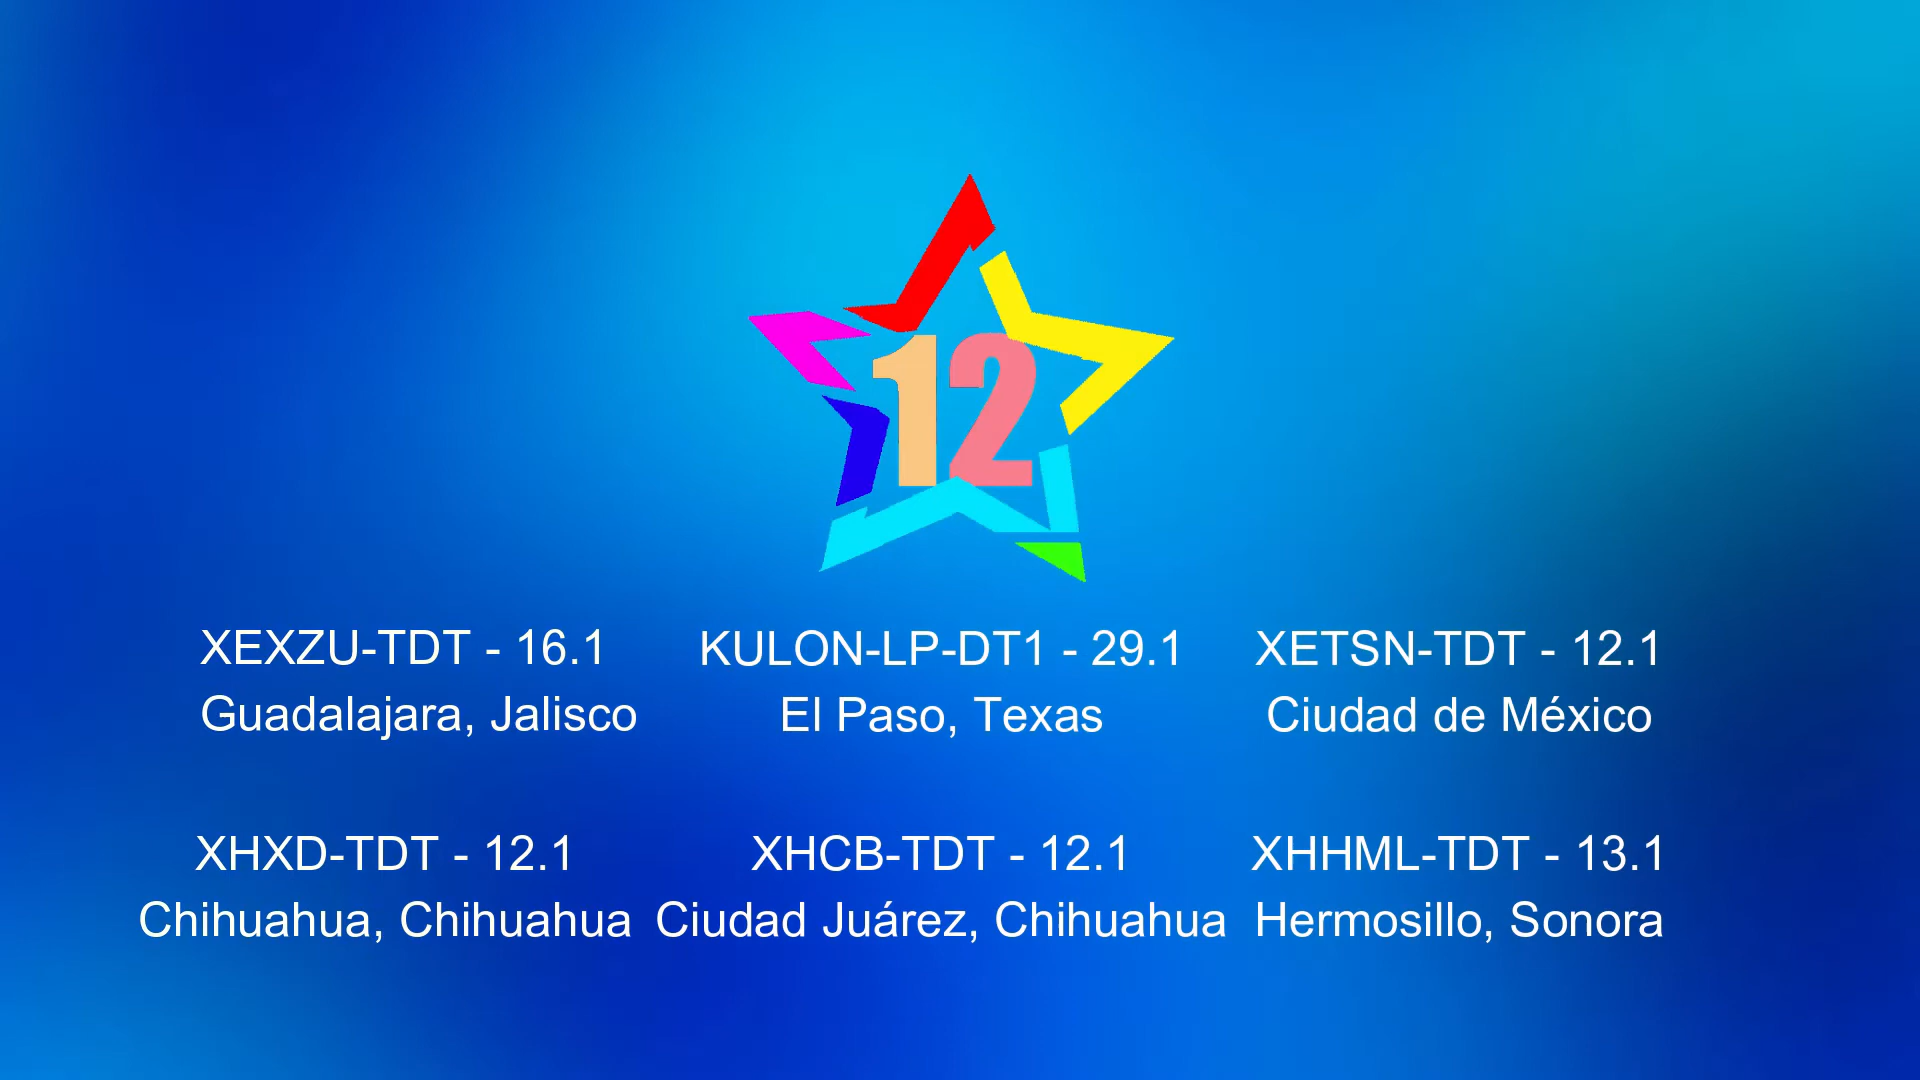 12
XEXZU-TDT - 16.1
Guadalajara, Jalisco
KULON-LP-DT1 - 29.1
El Paso, Texas
XETSN-TDT - 12.1
Ciudad de México
XHXD-TDT - 12.1
Chihuahua, Chihuahua
XHCB-TDT - 12.1
Ciudad Juárez, Chihuahua
XHHML-TDT - 13.1
Hermosillo, Sonora